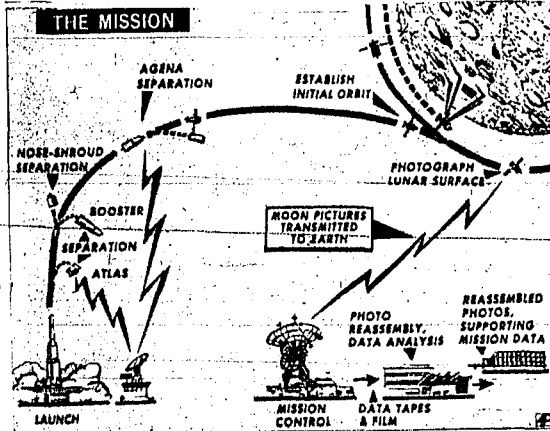 THE MISSION
AGENA
SEPARATION
ESTABLISH
INITIAL ORBIT
NOSE-SHROUD
SEPARATION
PHOTOGRAPH
LUNAR SURFACE
BOOSTER
SEPARATION
ATLAS
MOON PICTURES
TRANSMITTED
TO EARTH
PHOTO
REASSEMBLY,
DATA ANALYSIS
REASSEMBLED
PHOTOS,
SUPPORTING
MISSION DATA
LAUNCH
MISSION
CONTROL
DATA TAPES
& FILM